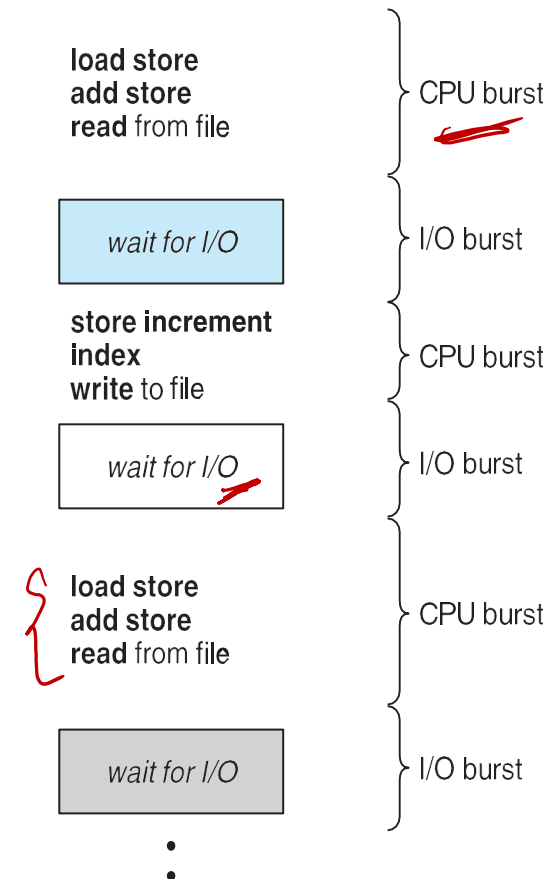 load store
add store
read from file
CPU burst
wait for I/O
I/O burst
store increment
index
write to file
CPU burst
wait for I/O
I/O burst
load store
add store
read from file
CPU burst
wait for I/O
I/O burst